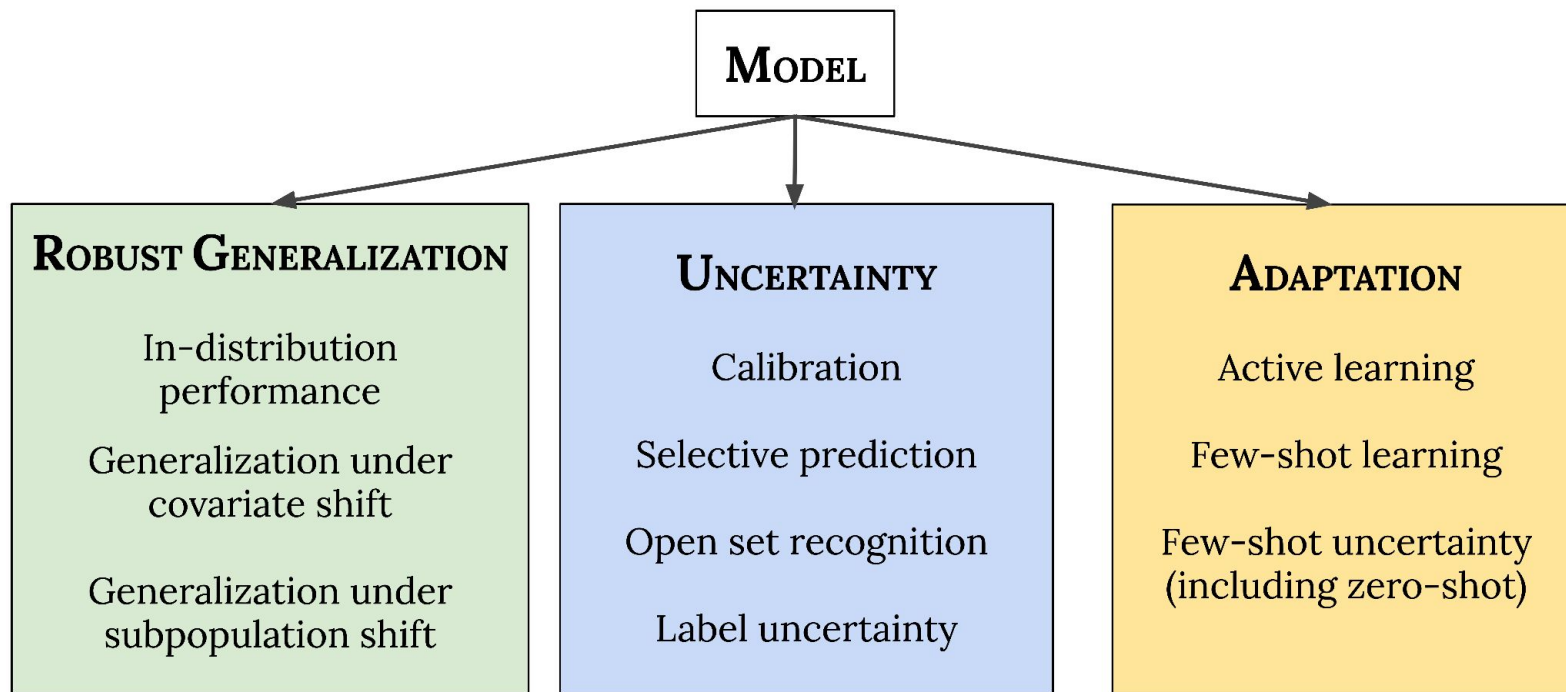 MODEL
ROBUST GENERALIZATION
In-distribution
performance
Generalization under
covariate shift
Generalization under
subpopulation shift
UNCERTAINTY
Calibration
Selective prediction
Open set recognition
Label uncertainty
ADAPTATION
Active learning
Few-shot learning
Few-shot uncertainty
(including zero-shot)